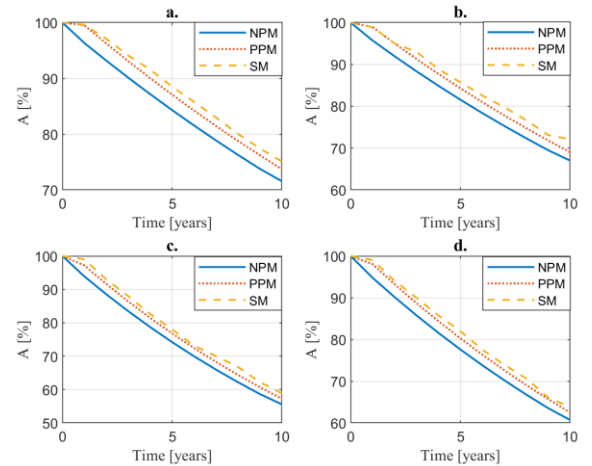 a.
100
90
80
70
A [%]
NPM
PPM
SM
0 5 10
Time [years]
b.
100
90
80
70
60
A [%]
NPM
PPM
SM
0 5 10
Time [years]
c.
100
90
80
70
60
50
A [%]
NPM
PPM
SM
0 5 10
Time [years]
d.
100
90
80
70
60
A [%]
NPM
PPM
SM
0 5 10
Time [years]